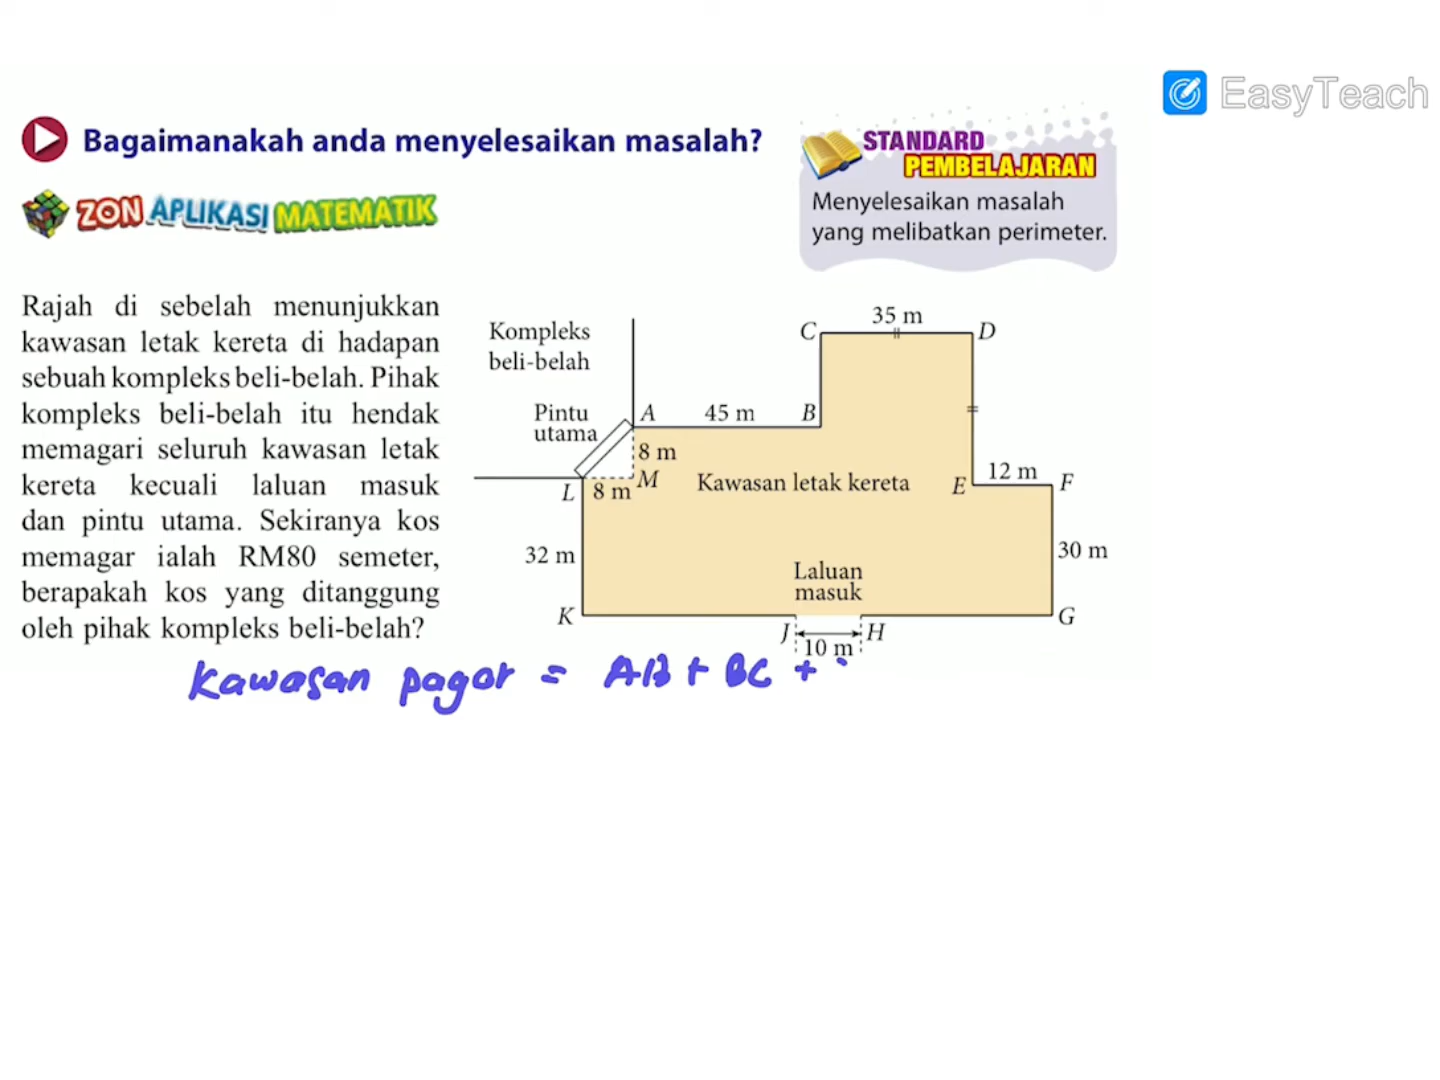 EasyTeach
Bagaimanakah anda menyelesaikan masalah?
STANDARD
PEMBELAJARAN
Menyelesaikan masalah
yang melibatkan perimeter.
ZON APLIKASI MATEMATIK
Rajah di sebelah menunjukkan
kawasan letak kereta di hadapan
sebuah kompleks beli-belah. Pihak
kompleks beli-belah itu hendak
memagari seluruh kawasan letak
kereta kecuali laluan masuk
dan pintu utama. Sekiranya kos
memagar ialah RM80 semeter,
berapakah kos yang ditanggung
oleh pihak kompleks beli-belah?
Kompleks
beli-belah
35 m
C
D
Pintu
utama
A
45 m
B
8 m
M
Kawasan letak kereta
E
12 m
F
L
8 m
32 m
30 m
Laluan
masuk
K
J
H
G
10 m
Kawasan pagar = AB + BC +